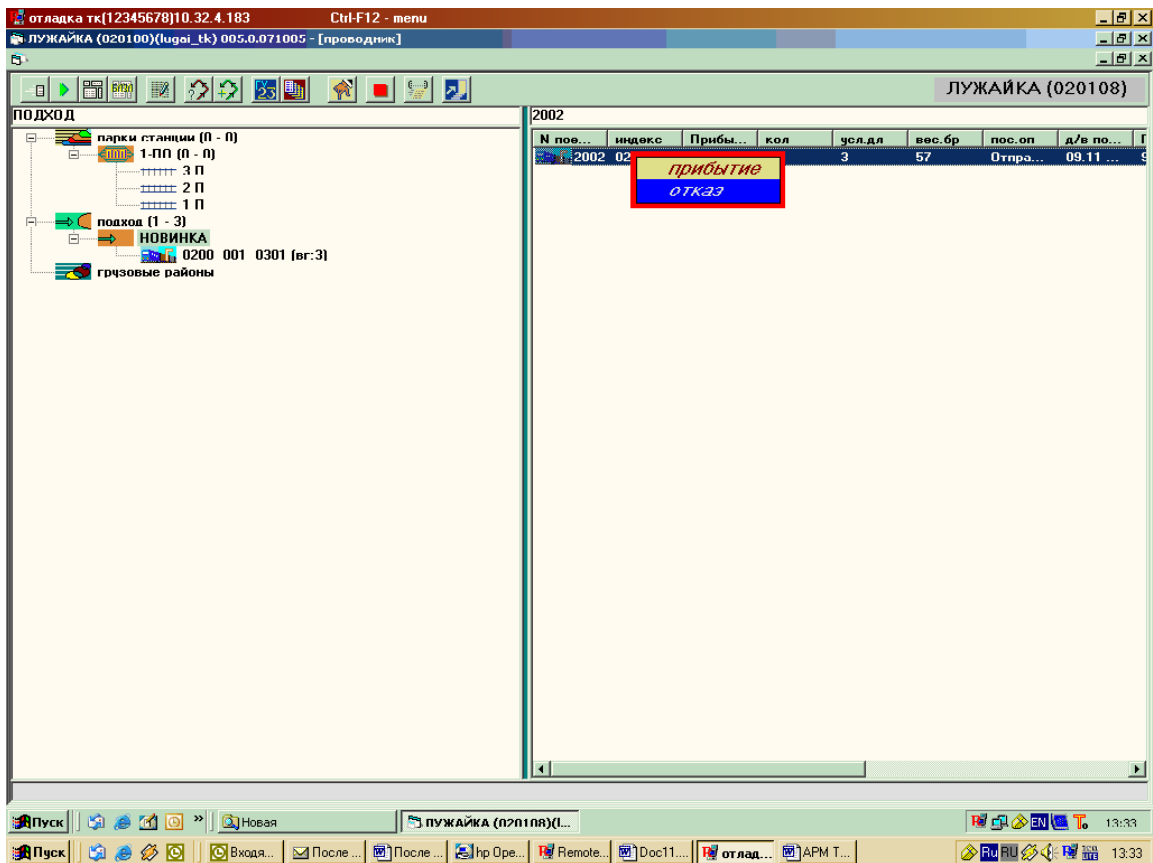 отладка тк(12345678)10.32.4.183 Ctrl-F12 - menu
ЛУЖАЙКА (020100)(lugai_tk) 005.0.071005 - [проводник]
ЛУЖАЙКА (020108)
ПОДХОД
2002
парки станции (0 - 0)
1-ПП (0 - 0)
3 П
2 П
1 П
подход (1 - 3)
НОВИНКА
0200 001 0301 (вг:3)
грузовые районы
N пое... индекс Прибы... кол усл.дл вес.бр пос.оп д/в по...
2002 02 3 57 Отпра... 09.11 ...
прибытие
отказ
Пуск » Новая ЛУЖАЙКА (020108)(l... EN 13:33
Пуск Входя... После ... После ... hp Ope... Remote... Doc11.... отлад... АРМ Т... Ru RU 13:33